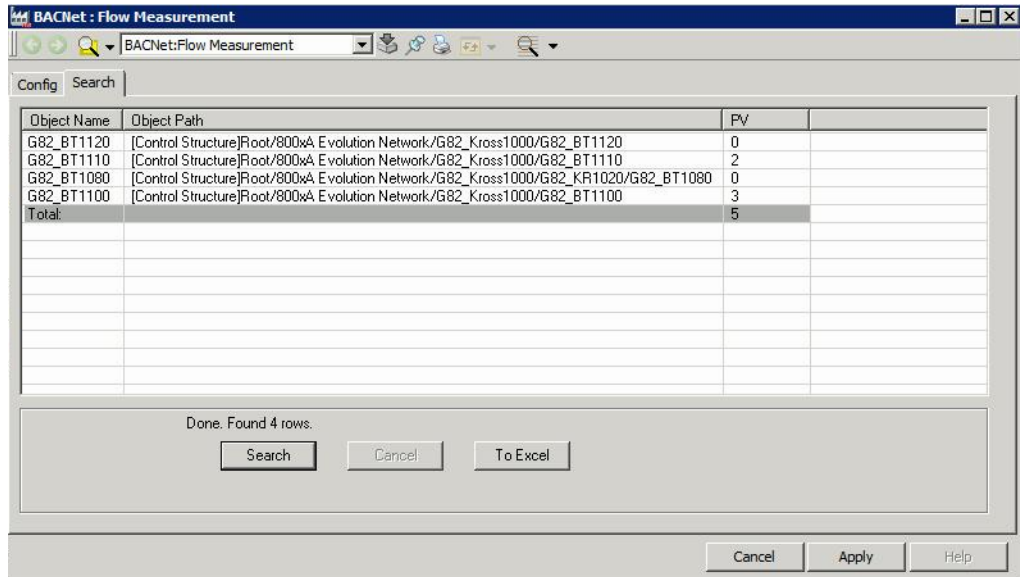 BACNet : Flow Measurement
BACNet:Flow Measurement
Config Search
Object Name Object Path PV
G82_BT1120 [Control Structure]Root/800xA Evolution Network/G82_Kross1000/G82_BT1120 0
G82_BT1110 [Control Structure]Root/800xA Evolution Network/G82_Kross1000/G82_BT1110 2
G82_BT1080 [Control Structure]Root/800xA Evolution Network/G82_Kross1000/G82_KR1020/G82_BT1080 0
G82_BT1100 [Control Structure]Root/800xA Evolution Network/G82_Kross1000/G82_BT1100 3
Total: 5
Done. Found 4 rows.
Search Cancel To Excel
Cancel Apply Help